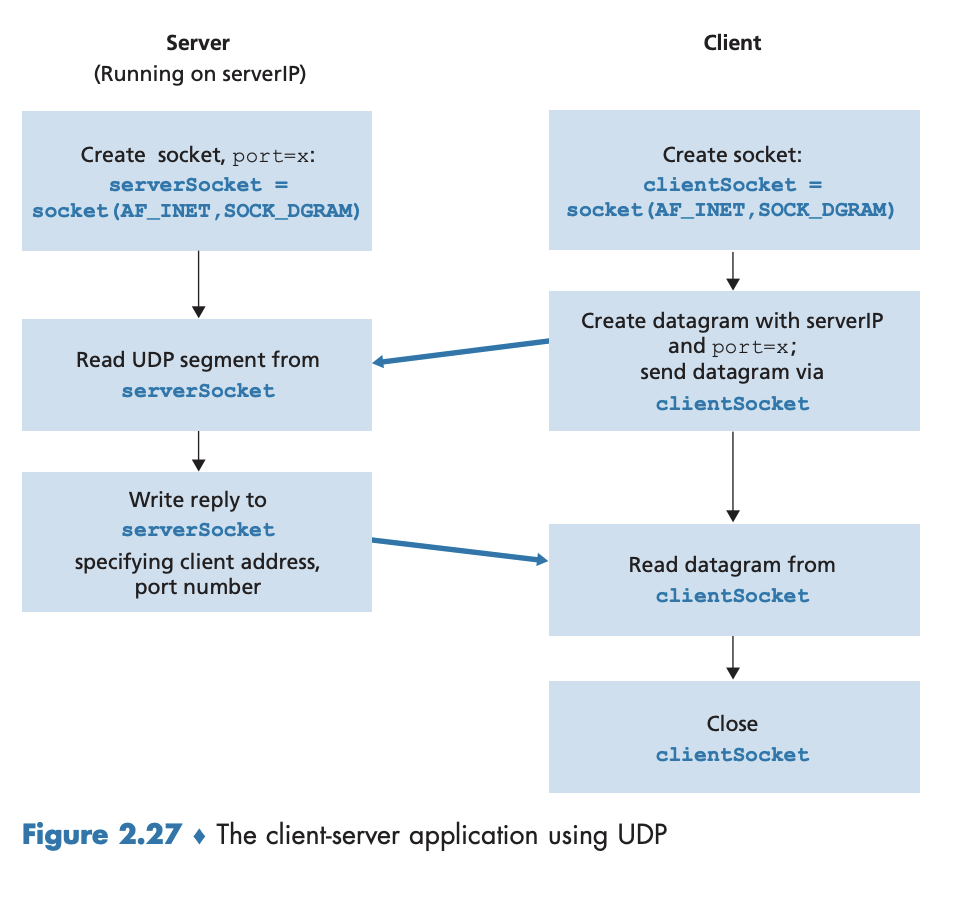 Server
(Running on serverIP)
Create socket, port=x:
serverSocket =
socket(AF_INET,SOCK_DGRAM)
Read UDP segment from
serverSocket
Write reply to
serverSocket
specifying client address,
port number
Client
Create socket:
clientSocket =
socket(AF_INET,SOCK_DGRAM)
Create datagram with serverIP
and port=x;
send datagram via
clientSocket
Read datagram from
clientSocket
Close
clientSocket
Figure 2.27 ♦ The client-server application using UDP